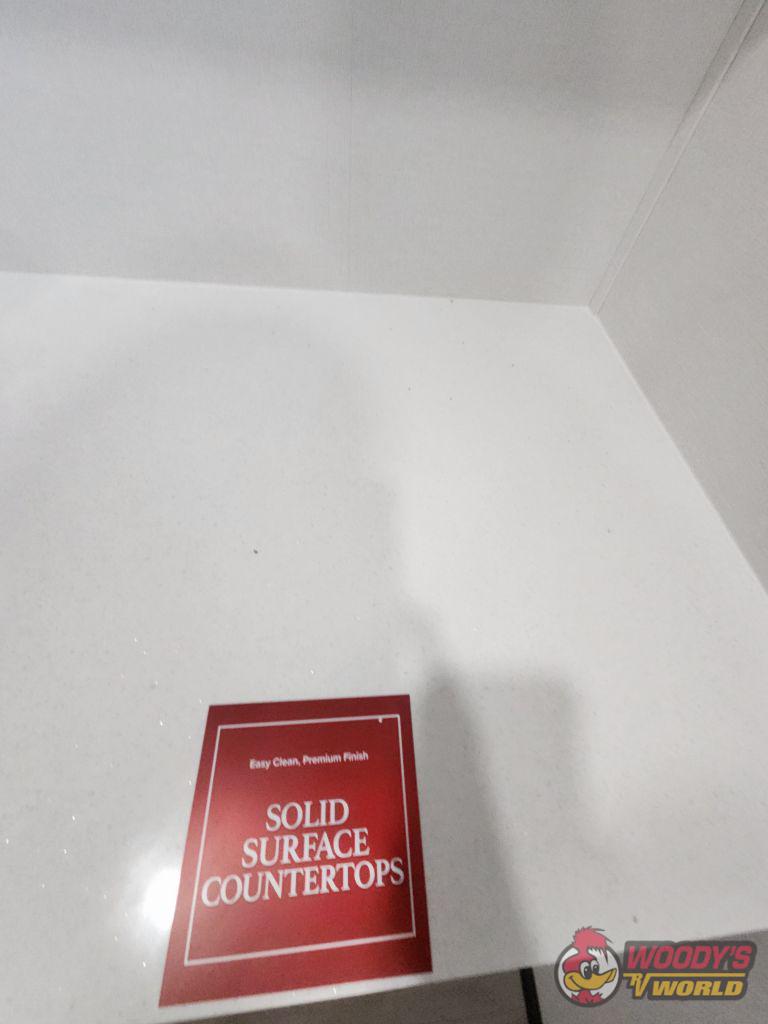 Easy Clean, Premium Finish
SOLID
SURFACE
COUNTERTOPS
WOODY'S
RV WORLD